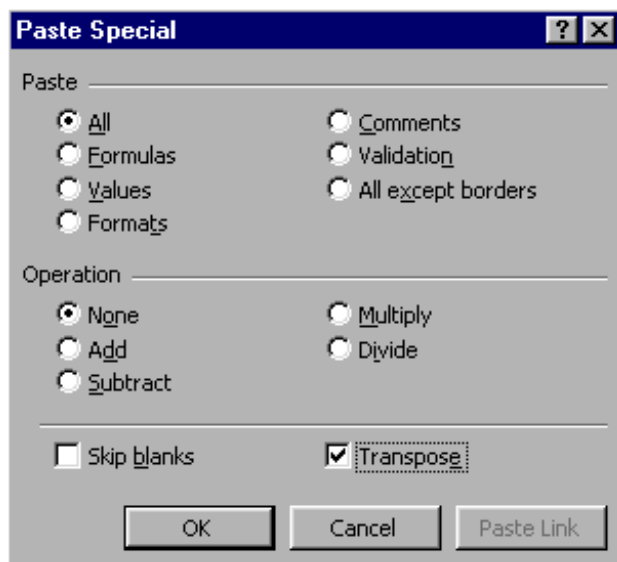 Paste Special
Paste
All
Comments
Formulas
Validation
Values
All except borders
Formats
Operation
None
Multiply
Add
Divide
Subtract
Skip blanks
Transpose
OK
Cancel
Paste Link